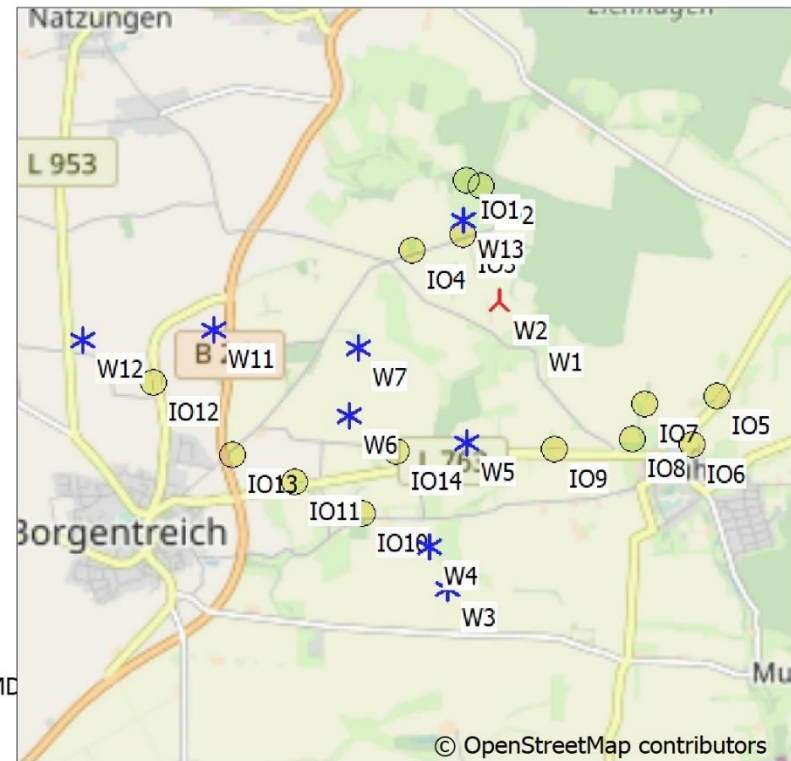 Natzungen
L 953
IO1
2
W13
IO4
W2
W1
W11
W12
W7
IO12
IO5
W6
IO7
L 763
W5
IO14
IO9
IO8
IO6
IO13
IO11
Borgentreich
IO10
W4
W3
Mu
© OpenStreetMap contributors